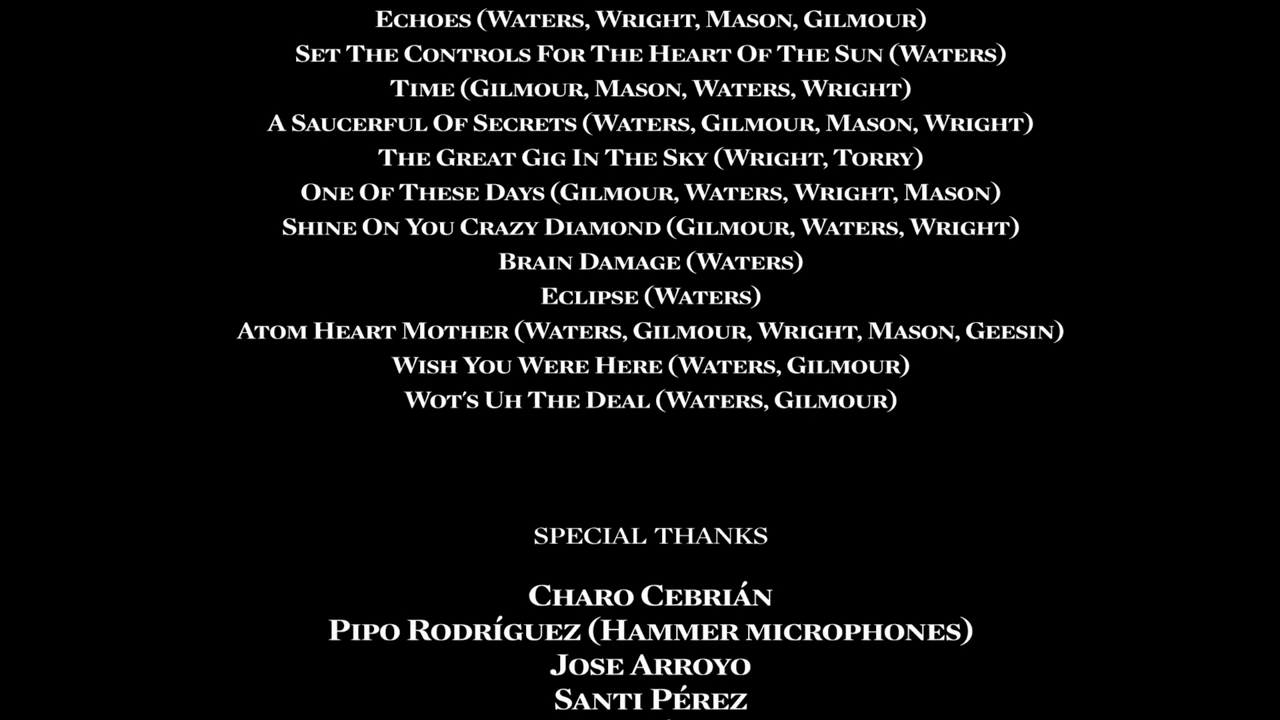 Echoes (Waters, Wright, Mason, Gilmour)
Set The Controls For The Heart Of The Sun (Waters)
Time (Gilmour, Mason, Waters, Wright)
A Saucerful Of Secrets (Waters, Gilmour, Mason, Wright)
The Great Gig In The Sky (Wright, Torry)
One Of These Days (Gilmour, Waters, Wright, Mason)
Shine On You Crazy Diamond (Gilmour, Waters, Wright)
Brain Damage (Waters)
Eclipse (Waters)
Atom Heart Mother (Waters, Gilmour, Wright, Mason, Geesin)
Wish You Were Here (Waters, Gilmour)
Wot's Uh The Deal (Waters, Gilmour)
SPECIAL THANKS
Charo Cebrián
Pipo Rodríguez (Hammer microphones)
Jose Arroyo
Santi Pérez